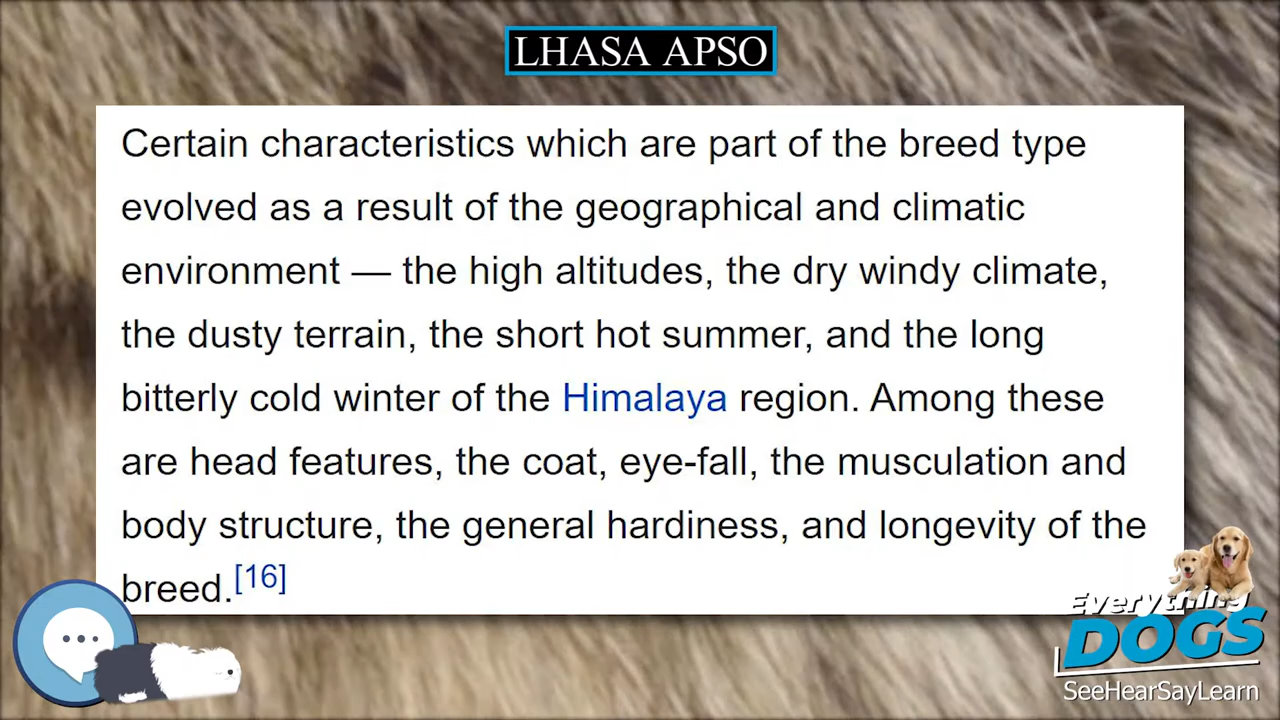 LHASA APSO
Certain characteristics which are part of the breed type
evolved as a result of the geographical and climatic
environment — the high altitudes, the dry windy climate,
the dusty terrain, the short hot summer, and the long
bitterly cold winter of the Himalaya region. Among these
are head features, the coat, eye-fall, the musculation and
body structure, the general hardiness, and longevity of the
breed.[16]
Everything
DOGS
SeeHearSayLearn